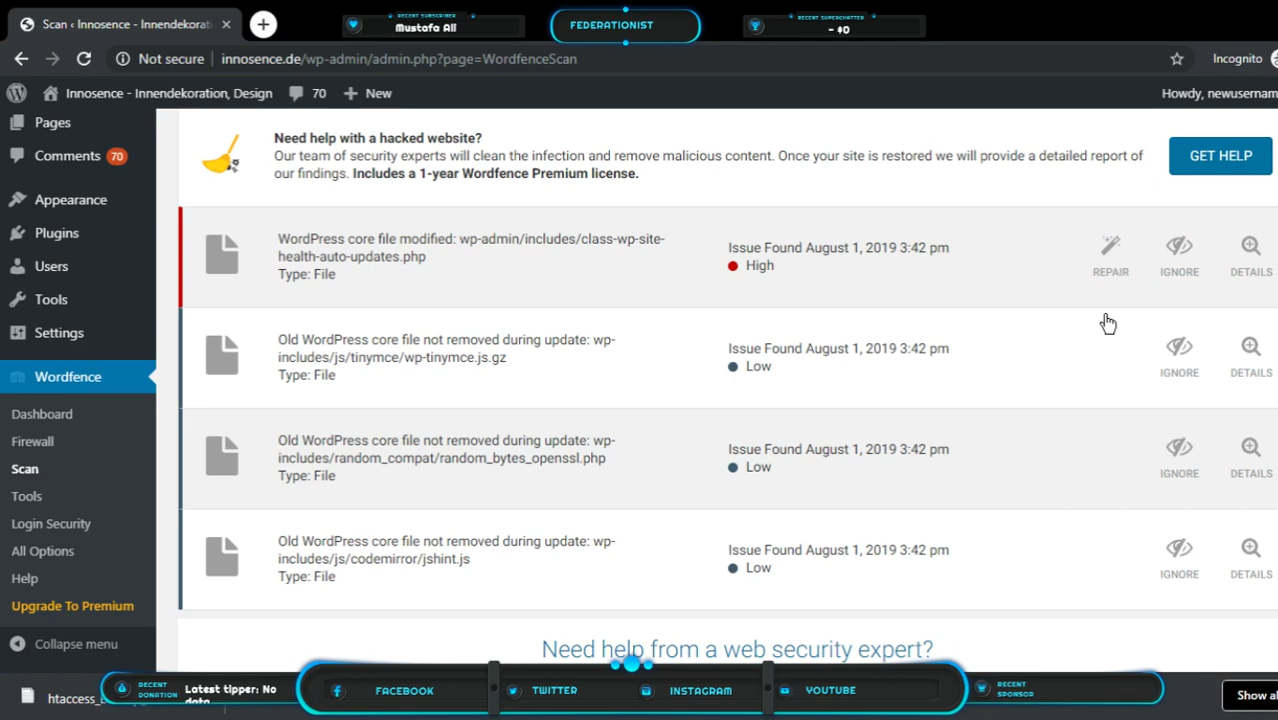 RECENT SUBSCRIBER
Mustafa Ali
FEDERATIONIST
RECENT SUPERCHATTER
- $0
Scan ‹ Innosence - Innendekorat
Not secure
innosence.de/wp-admin/admin.php?page=WordfenceScan
Incognito
Innosence - Innendekoration, Design
70
New
Howdy, newusernam
Pages
Comments 70
Appearance
Plugins
Users
Tools
Settings
Wordfence
Dashboard
Firewall
Scan
Tools
Login Security
All Options
Help
Upgrade To Premium
Collapse menu
Need help with a hacked website?
Our team of security experts will clean the infection and remove malicious content. Once your site is restored we will provide a detailed report of
our findings. Includes a 1-year Wordfence Premium license.
GET HELP
WordPress core file modified: wp-admin/includes/class-wp-site-
health-auto-updates.php
Type: File
Issue Found August 1, 2019 3:42 pm
High
REPAIR
IGNORE
DETAILS
Old WordPress core file not removed during update: wp-
includes/js/tinymce/wp-tinymce.js.gz
Type: File
Issue Found August 1, 2019 3:42 pm
Low
IGNORE
DETAILS
Old WordPress core file not removed during update: wp-
includes/random_compat/random_bytes_openssl.php
Type: File
Issue Found August 1, 2019 3:42 pm
Low
IGNORE
DETAILS
Old WordPress core file not removed during update: wp-
includes/js/codemirror/jshint.js
Type: File
Issue Found August 1, 2019 3:42 pm
Low
IGNORE
DETAILS
Need help from a web security expert?
htaccess_
RECENT
DONATION
Latest tipper: No
data
FACEBOOK
TWITTER
INSTAGRAM
YOUTUBE
RECENT
SPONSOR
Show al